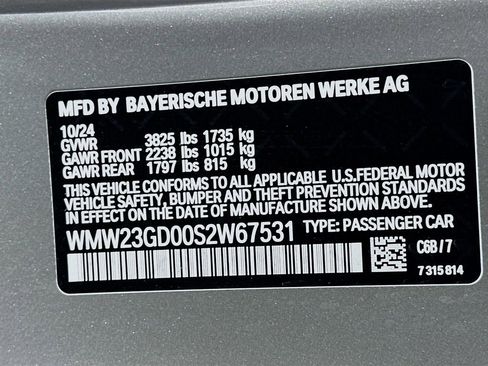 MFD BY BAYERISCHE MOTOREN WERKE AG
10/24
GVWR 3825 lbs 1735 kg
GAWR FRONT 2238 lbs 1015 kg
GAWR REAR 1797 lbs 815 kg
THIS VEHICLE CONFORMS TO ALL APPLICABLE U.S.FEDERAL MOTOR
VEHICLE SAFETY, BUMPER AND THEFT PREVENTION STANDARDS
IN EFFECT ON THE DATE OF MANUFACTURE SHOWN ABOVE.
WMW23GD00S2W67531 TYPE: PASSENGER CAR
C6B / 7
7 315 814